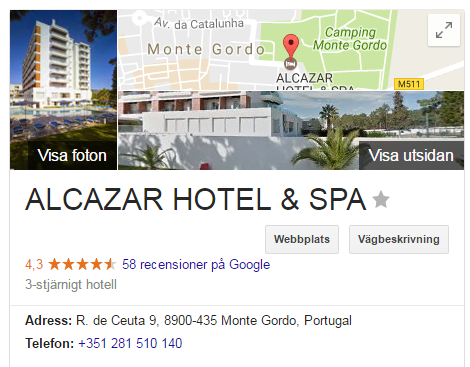 Av. da Catalunha
Camping
Monte Gordo
MONTE GORDO
ALCAZAR
HOTEL & SPA
M511
Visa foton
Visa utsidan
ALCAZAR HOTEL & SPA
Webbplats
Vägbeskrivning
4,3 58 recensioner på Google
3-stjärnigt hotell
Adress: R. de Ceuta 9, 8900-435 Monte Gordo, Portugal
Telefon: +351 281 510 140